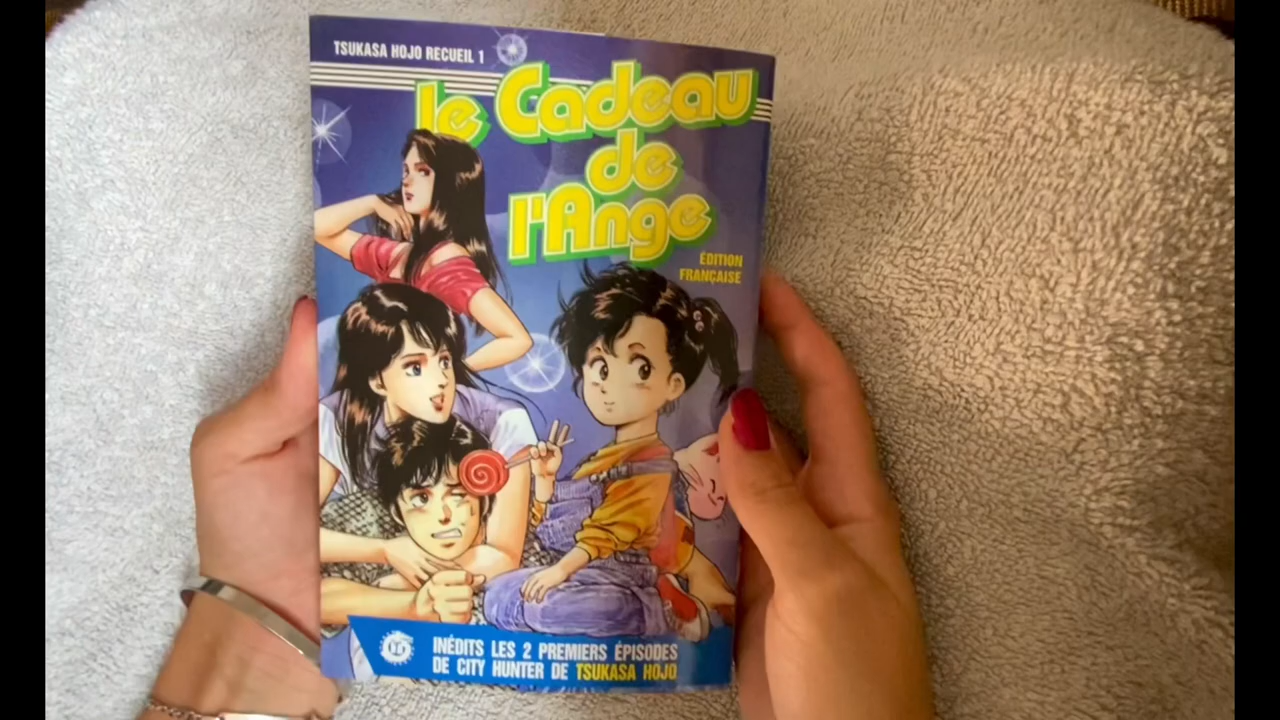 TSUKASA HOJO RECUEIL 1
le Cadeau
de
l'Ange
ÉDITION
FRANÇAISE
INÉDITS LES 2 PREMIERS ÉPISODES
DE CITY HUNTER DE TSUKASA HOJO